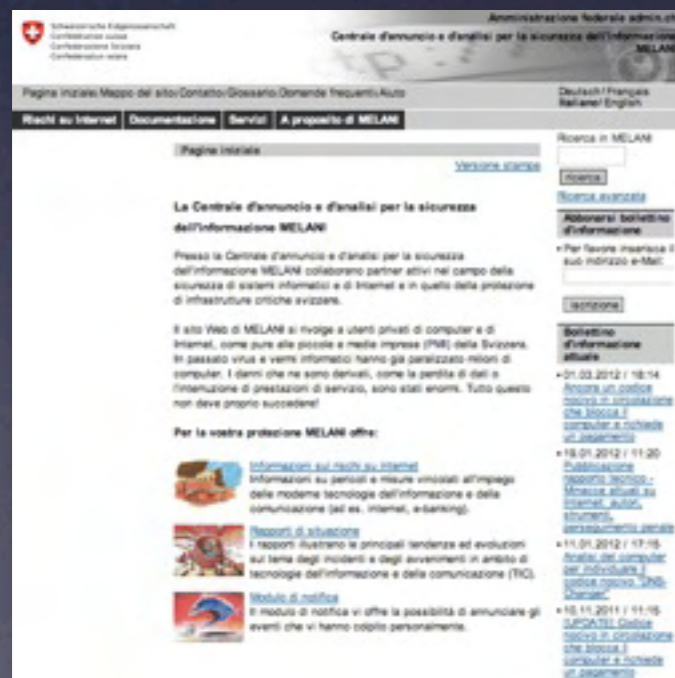 Schweizerische Eidgenossenschaft
Confédération suisse
Confederazione Svizzera
Confederaziun svizra
Amministrazione federale admin.ch
Centrale d'annuncio e d'analisi per la sicurezza dell'informazione
MELANI
Pagina iniziale Mappa del sito Contatto Glossario Domande frequenti Aiuto
Deutsch Français
Italiano English
Rischi su Internet Documentazione Servizi A proposito di MELANI
Pagina iniziale
Versione stampa
La Centrale d'annuncio e d'analisi per la sicurezza
dell'informazione MELANI
Presso la Centrale d'annuncio e d'analisi per la sicurezza
dell'informazione MELANI collaborano partner attivi nel campo della
sicurezza di sistemi informatici e di Internet e in quello della protezione
di infrastrutture critiche svizzere.
Il sito Web di MELANI si rivolge a utenti privati di computer e di
Internet, come pure alle piccole e medie imprese (PMI) della Svizzera.
In passato virus e vermi informatici hanno già paralizzato milioni di
computer. I danni che ne sono derivati, come la perdita di dati o
l'interruzione di prestazioni di servizio, sono stati enormi. Tutto questo
non deve proprio succedere!
Per la vostra protezione MELANI offre:
Informazioni sui rischi su Internet
Informazioni su pericoli e misure vincolati all'impiego
delle moderne tecnologie dell'informazione e della
comunicazione (ad es. internet, e-banking).
Rapporti di situazione
I rapporti illustrano le principali tendenze ed evoluzioni
sul tema degli incidenti e degli avvenimenti in ambito di
tecnologie dell'informazione e della comunicazione (TIC).
Modulo di notifica
Il modulo di notifica vi offre la possibilità di annunciare gli
eventi che vi hanno colpito personalmente.
Ricerca in MELANI
ricerca
Ricerca avanzata
Abbonarsi bollettino
d'informazione
Per favore inserisca il
suo indirizzo e-Mail:
iscrizione
Bollettino
d'informazione
attuale
01.03.2012 / 18:14
Ancora un codice
nocivo in circolazione
che blocca il
computer e richiede
un pagamento
19.01.2012 / 11:20
Pubblicazione
rapporto tecnico -
Minacce attuali su
Internet, autori,
strumenti,
perseguimento penale
11.01.2012 / 17:15
Analisi del computer
per individuare il
codice nocivo "DNS-
Changer"
10.11.2011 / 11:15
[UPDATE] Codice
nocivo in circolazione
che blocca il
computer e richiede
un pagamento